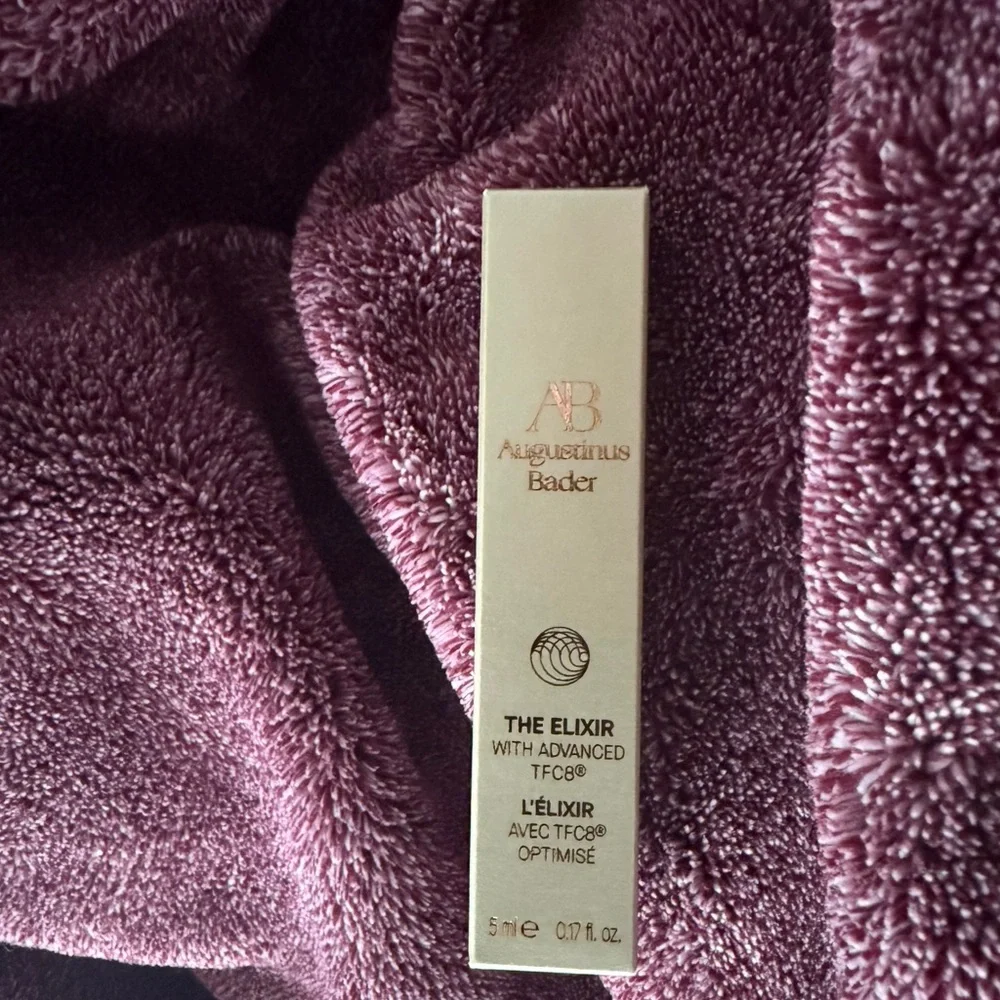 AB
Augustinus
Bader
THE ELIXIR
WITH ADVANCED
TFC8®
L'ÉLIXIR
AVEC TFC8®
OPTIMISÉ
5 ml e 0.17 fl. oz.